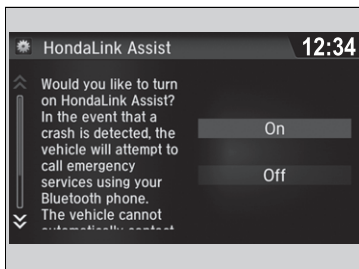 HondaLink Assist
12:34
Would you like to turn
on HondaLink Assist?
In the event that a
crash is detected, the
vehicle will attempt to
call emergency
services using your
Bluetooth phone.
The vehicle cannot
On
Off